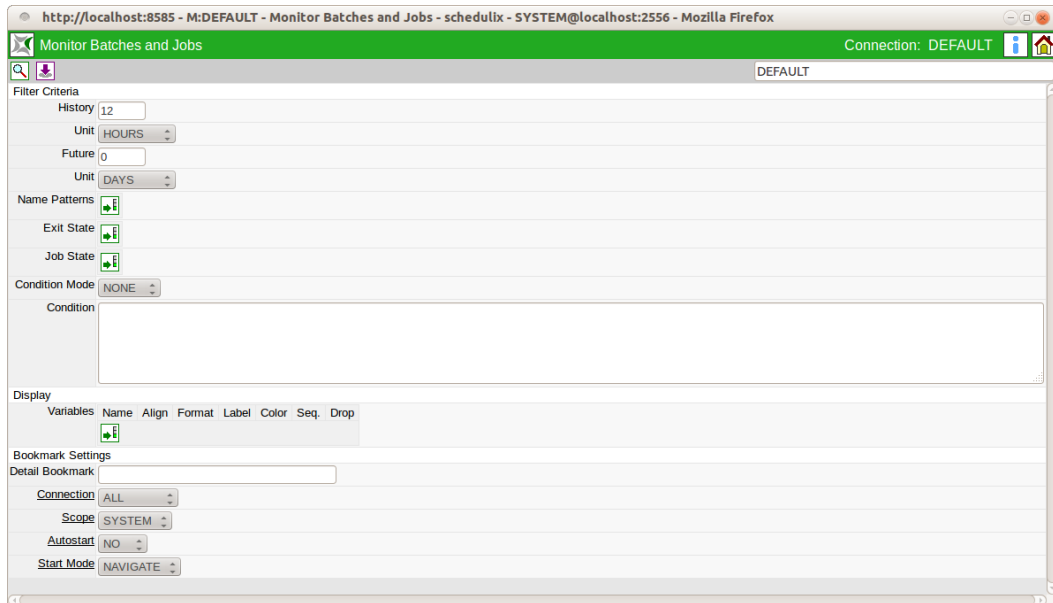 http://localhost:8585 - M:DEFAULT - Monitor Batches and Jobs - schedulix - SYSTEM@localhost:2556 - Mozilla Firefox
Monitor Batches and Jobs Connection: DEFAULT
DEFAULT
Filter Criteria
History 12
Unit HOURS
Future 0
Unit DAYS
Name Patterns
Exit State
Job State
Condition Mode NONE
Condition
Display
Variables Name Align Format Label Color Seq. Drop
Bookmark Settings
Detail Bookmark
Connection ALL
Scope SYSTEM
Autostart NO
Start Mode NAVIGATE